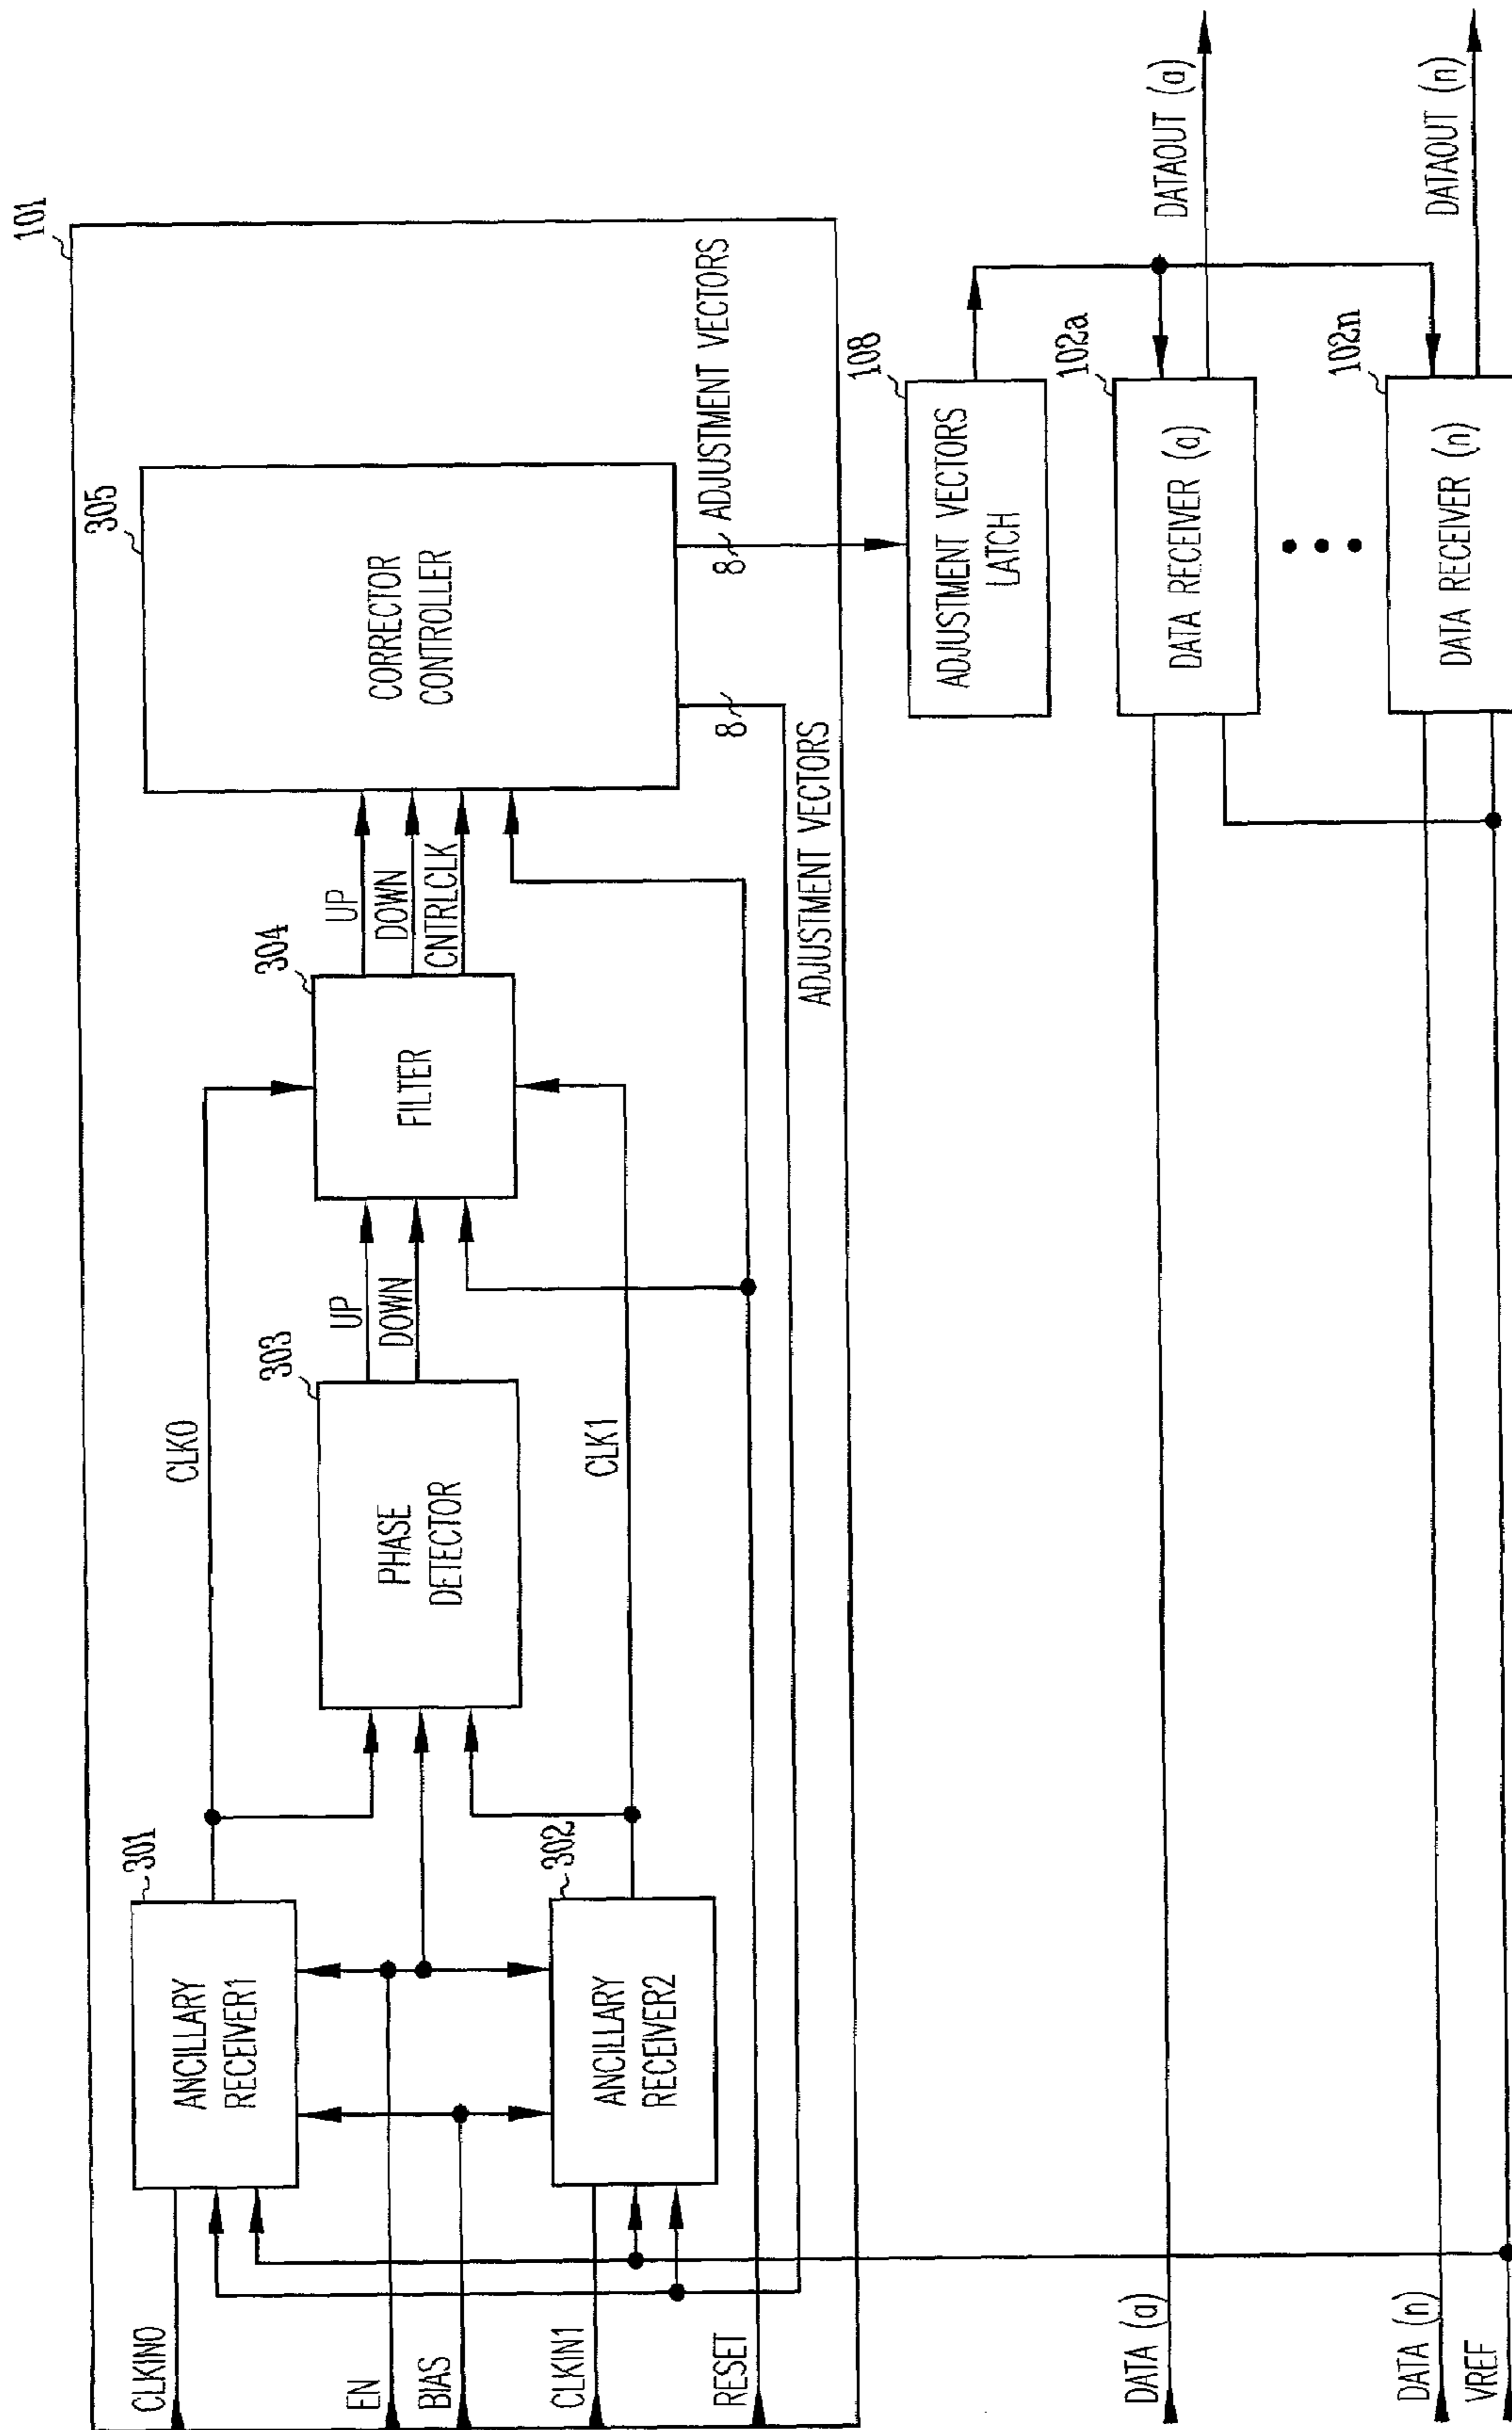 101
CLKIN0
EN
BIAS
CLKIN1
RESET
301
ANCILLARY
RECEIVER1
302
ANCILLARY
RECEIVER2
CLK0
CLK1
303
PHASE
DETECTOR
UP
DOWN
304
FILTER
UP
DOWN
CNTRLCLK
305
CORRECTOR
CONTROLLER
8
ADJUSTMENT VECTORS
8
ADJUSTMENT VECTORS
108
ADJUSTMENT VECTORS
LATCH
DATA (a)
102a
DATA RECEIVER (a)
DATAOUT (a)
DATA (n)
VREF
102n
DATA RECEIVER (n)
DATAOUT (n)